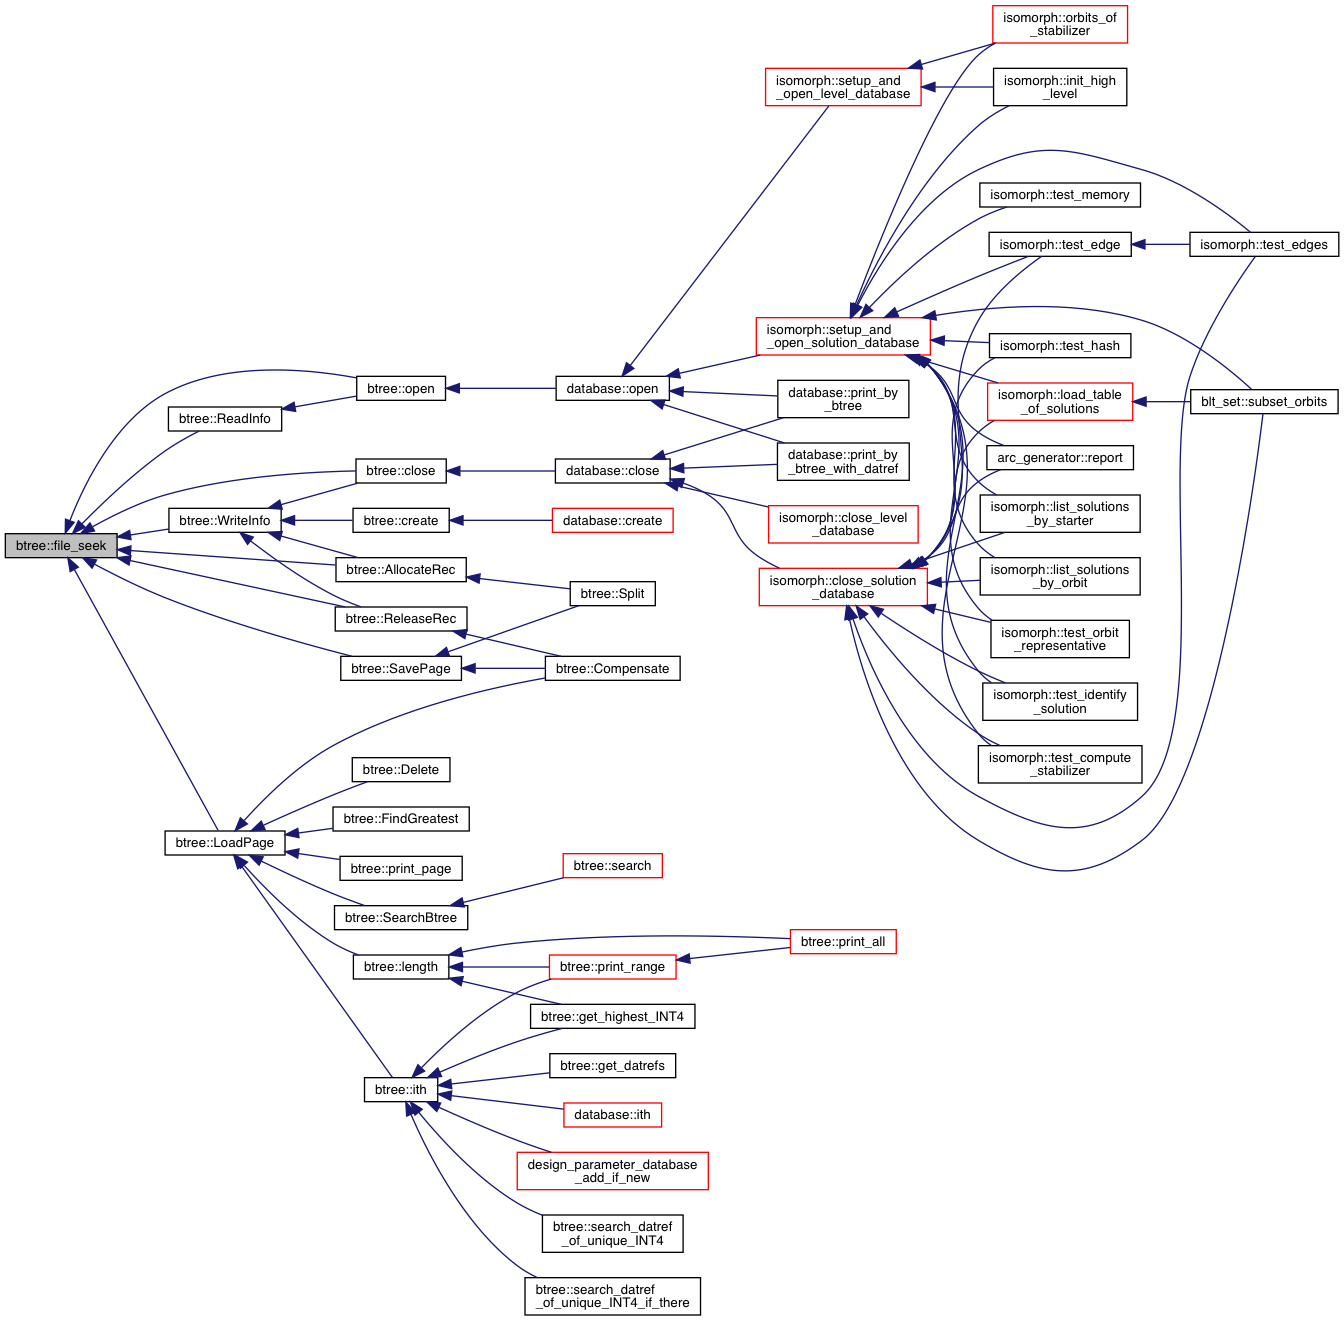 isomorph::orbits_of
_stabilizer
isomorph::setup_and
_open_level_database
isomorph::init_high
_level
isomorph::test_memory
isomorph::test_edge
isomorph::test_edges
isomorph::setup_and
_open_solution_database
isomorph::test_hash
btree::open
database::open
database::print_by
_btree
isomorph::load_table
_of_solutions
blt_set::subset_orbits
btree::ReadInfo
btree::close
database::close
database::print_by
_btree_with_datref
arc_generator::report
btree::WriteInfo
btree::create
database::create
isomorph::close_level
_database
isomorph::list_solutions
_by_starter
btree::file_seek
btree::AllocateRec
btree::Split
isomorph::close_solution
_database
isomorph::list_solutions
_by_orbit
btree::ReleaseRec
isomorph::test_orbit
_representative
btree::SavePage
btree::Compensate
isomorph::test_identify
_solution
isomorph::test_compute
_stabilizer
btree::Delete
btree::FindGreatest
btree::LoadPage
btree::print_page
btree::search
btree::SearchBtree
btree::print_all
btree::length
btree::print_range
btree::get_highest_INT4
btree::get_datrefs
btree::ith
database::ith
design_parameter_database
_add_if_new
btree::search_datref
_of_unique_INT4
btree::search_datref
_of_unique_INT4_if_there